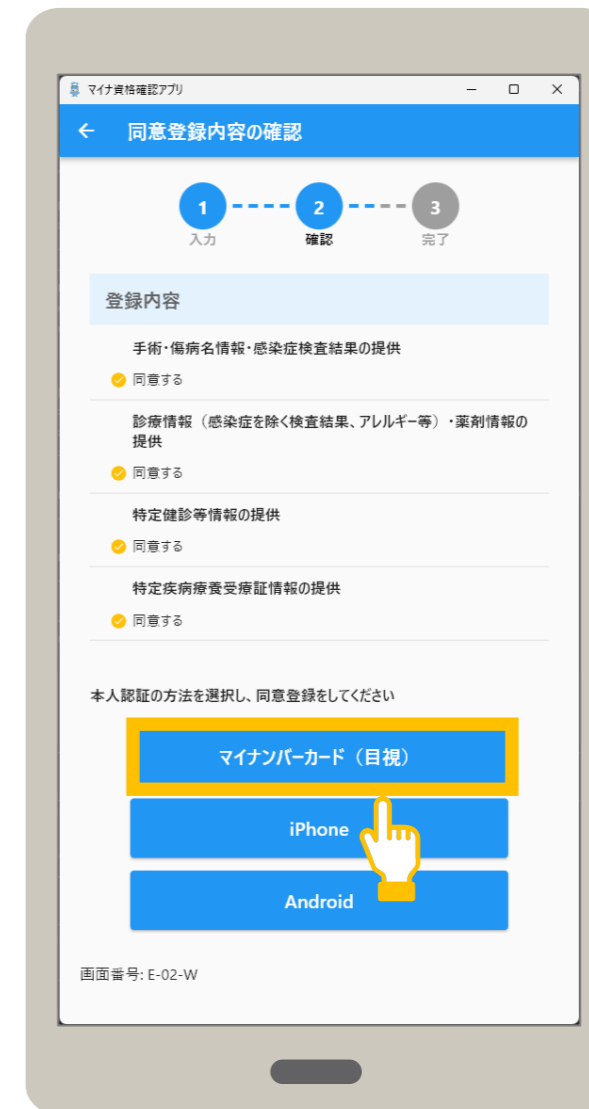 マイナ資格確認アプリ
同意登録内容の確認
1 2 3
入力 確認 完了
登録内容
手術・傷病名情報・感染症検査結果の提供
同意する
診療情報（感染症を除く検査結果、アレルギー等）・薬剤情報の
提供
同意する
特定健診等情報の提供
同意する
特定疾病療養受療証情報の提供
同意する
本人認証の方法を選択し、同意登録をしてください
マイナンバーカード（目視）
iPhone
Android
画面番号: E-02-W